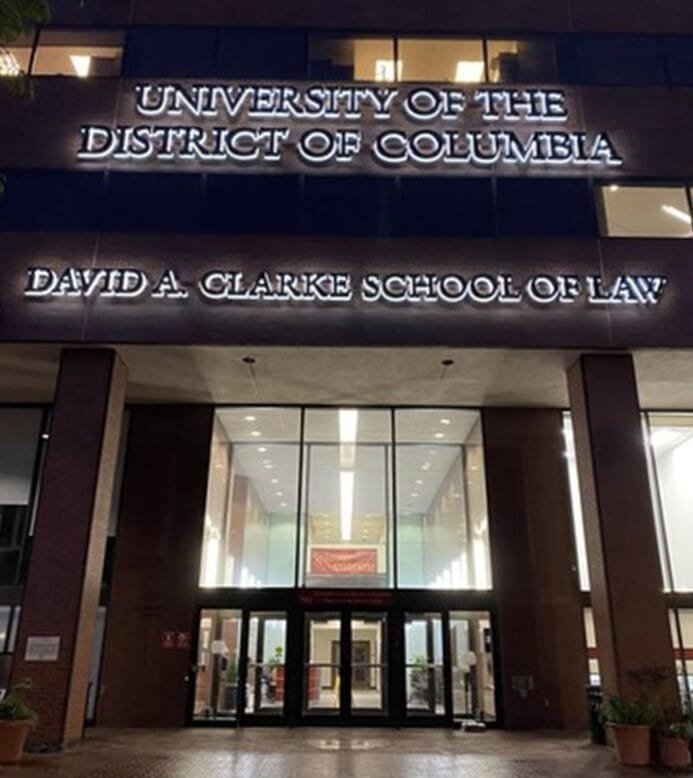 UNIVERSITY OF THE
DISTRICT OF COLUMBIA
DAVID A. CLARKE SCHOOL OF LAW